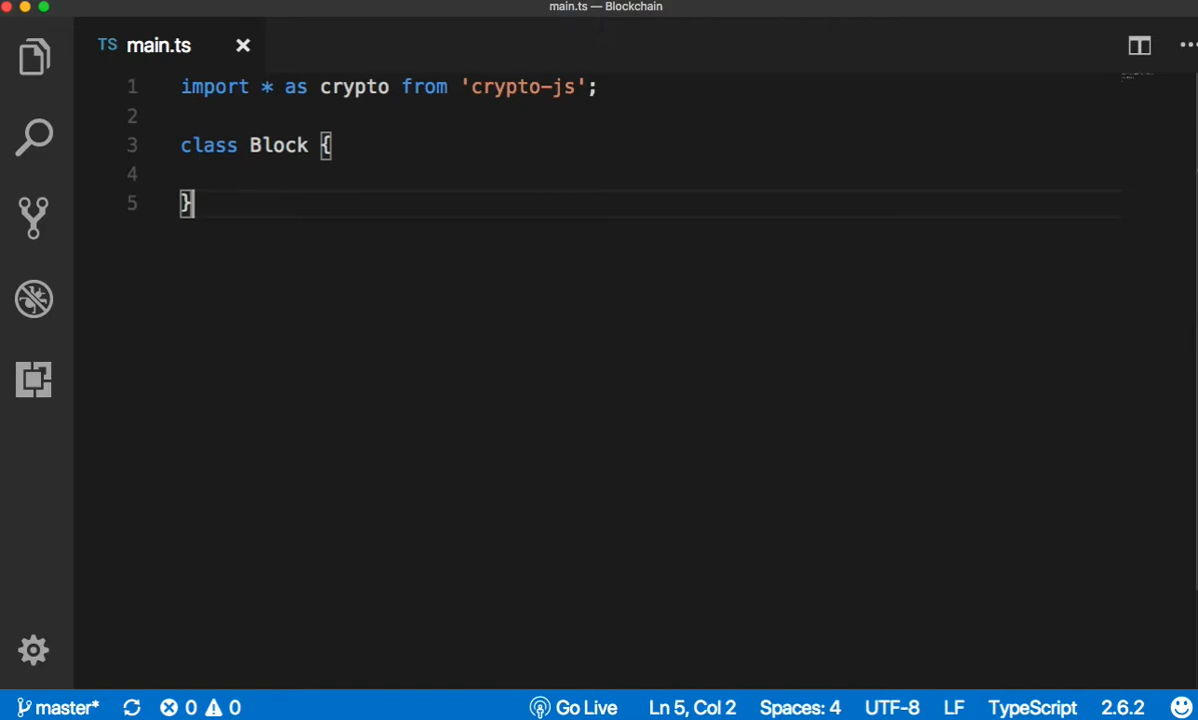 main.ts — Blockchain
TS main.ts
1 import * as crypto from 'crypto-js';
2
3 class Block {
4
5 }
master* 0 0 Go Live Ln 5, Col 2 Spaces: 4 UTF-8 LF TypeScript 2.6.2